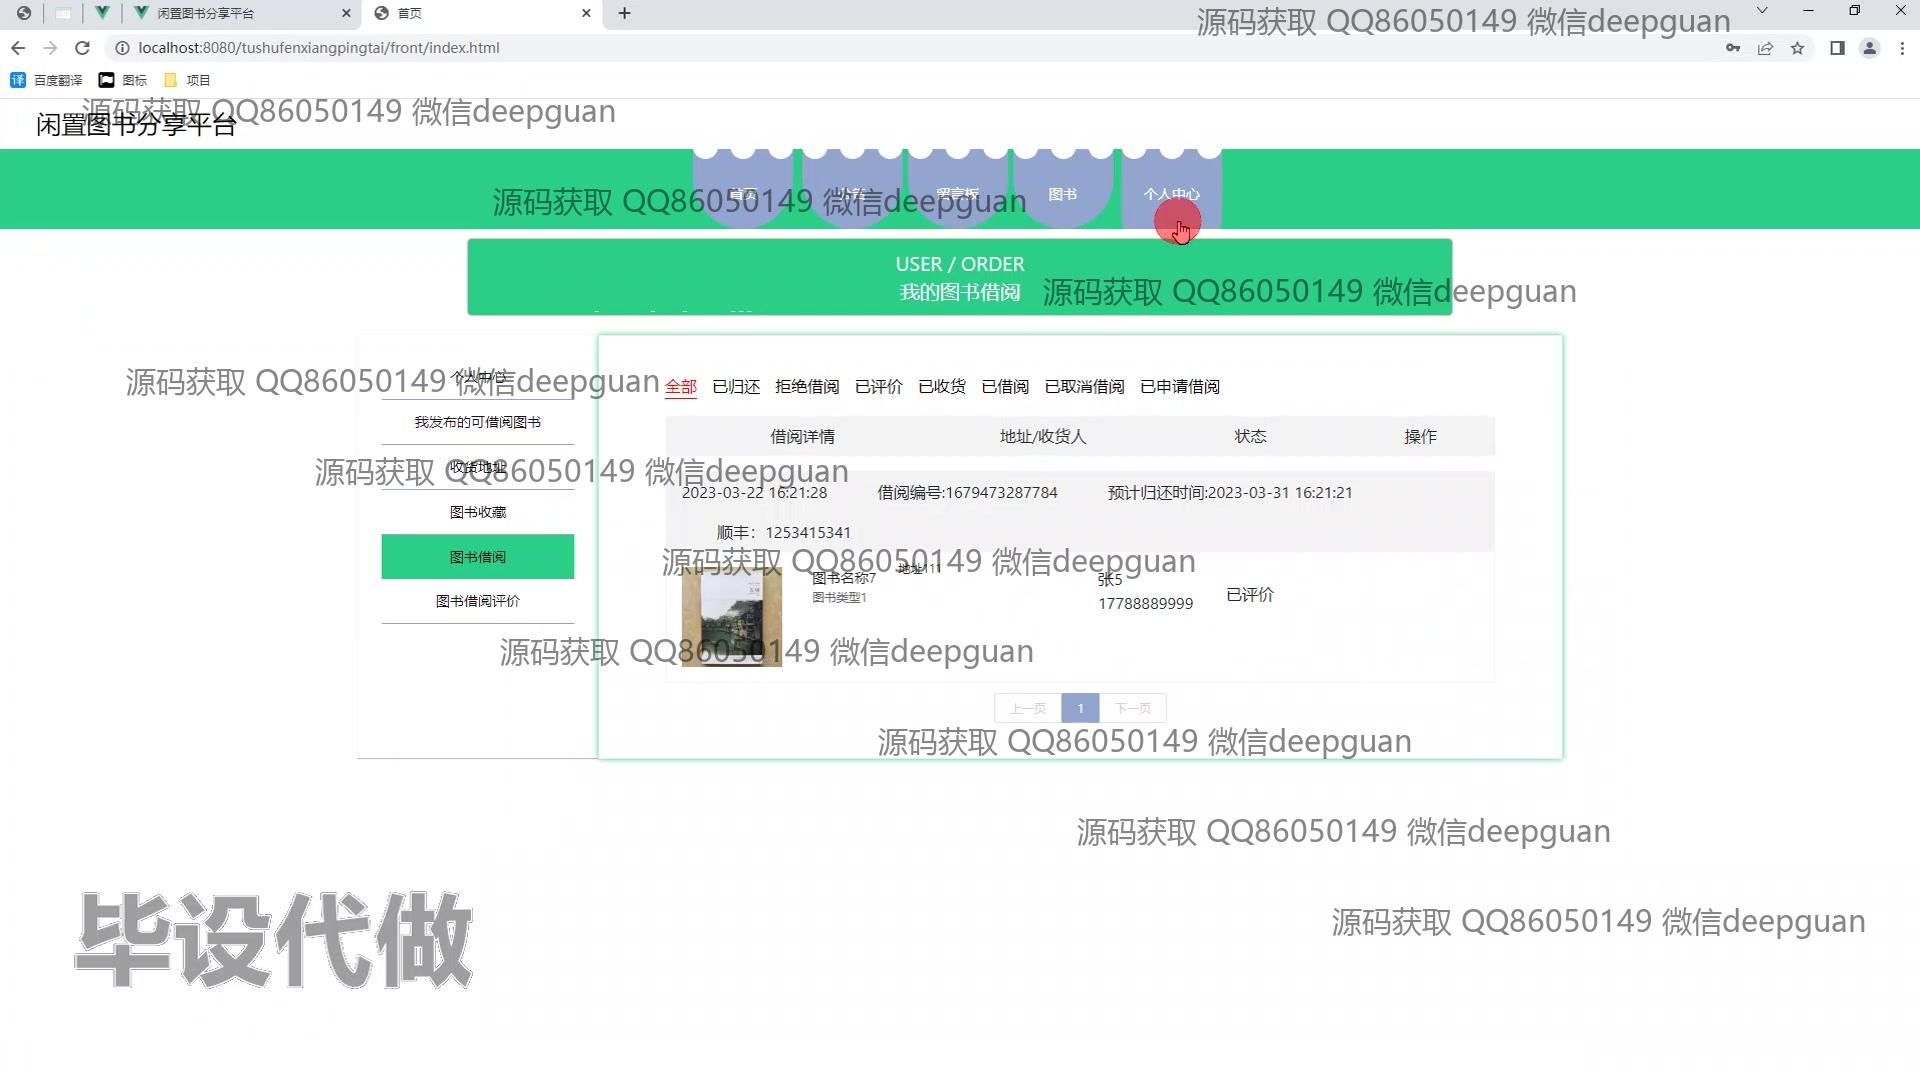 闲置图书分享平台
首页
源码获取 QQ86050149 微信deepguan
localhost:8080/tushufenxiangpingtai/front/index.html
百度翻译 图标 项目
源码获取 QQ86050149 微信deepguan
闲置图书分享平台
首页 留言板 图书 个人中心
源码获取 QQ86050149 微信deepguan
USER / ORDER
我的图书借阅
源码获取 QQ86050149 微信deepguan
个人中心
源码获取 QQ86050149 微信deepguan
全部 已归还 拒绝借阅 已评价 已收货 已借阅 已取消借阅 已申请借阅
我发布的可借阅图书
借阅详情 地址/收货人 状态 操作
收货地址
源码获取 QQ86050149 微信deepguan
2023-03-22 16:21:28 借阅编号:1679473287784 预计归还时间:2023-03-31 16:21:21
图书收藏
顺丰：1253415341
图书借阅
源码获取 QQ86050149 微信deepguan
图书名称7 地址111 张5
图书类型1 17788889999 已评价
图书借阅评价
源码获取 QQ86050149 微信deepguan
上一页 1 下一页
源码获取 QQ86050149 微信deepguan
源码获取 QQ86050149 微信deepguan
源码获取 QQ86050149 微信deepguan
毕设代做